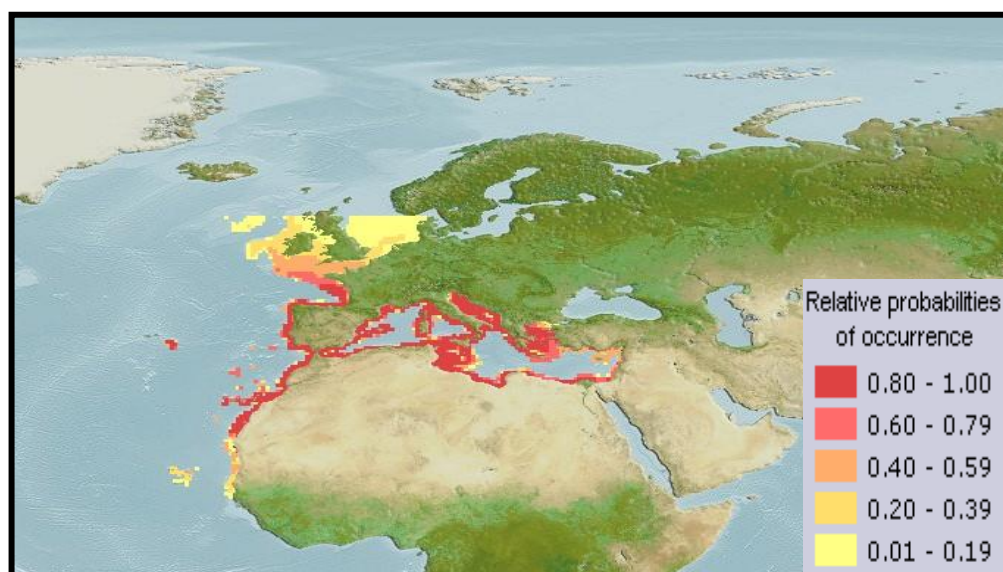 Relative probabilities
of occurrence
0.80 - 1.00
0.60 - 0.79
0.40 - 0.59
0.20 - 0.39
0.01 - 0.19